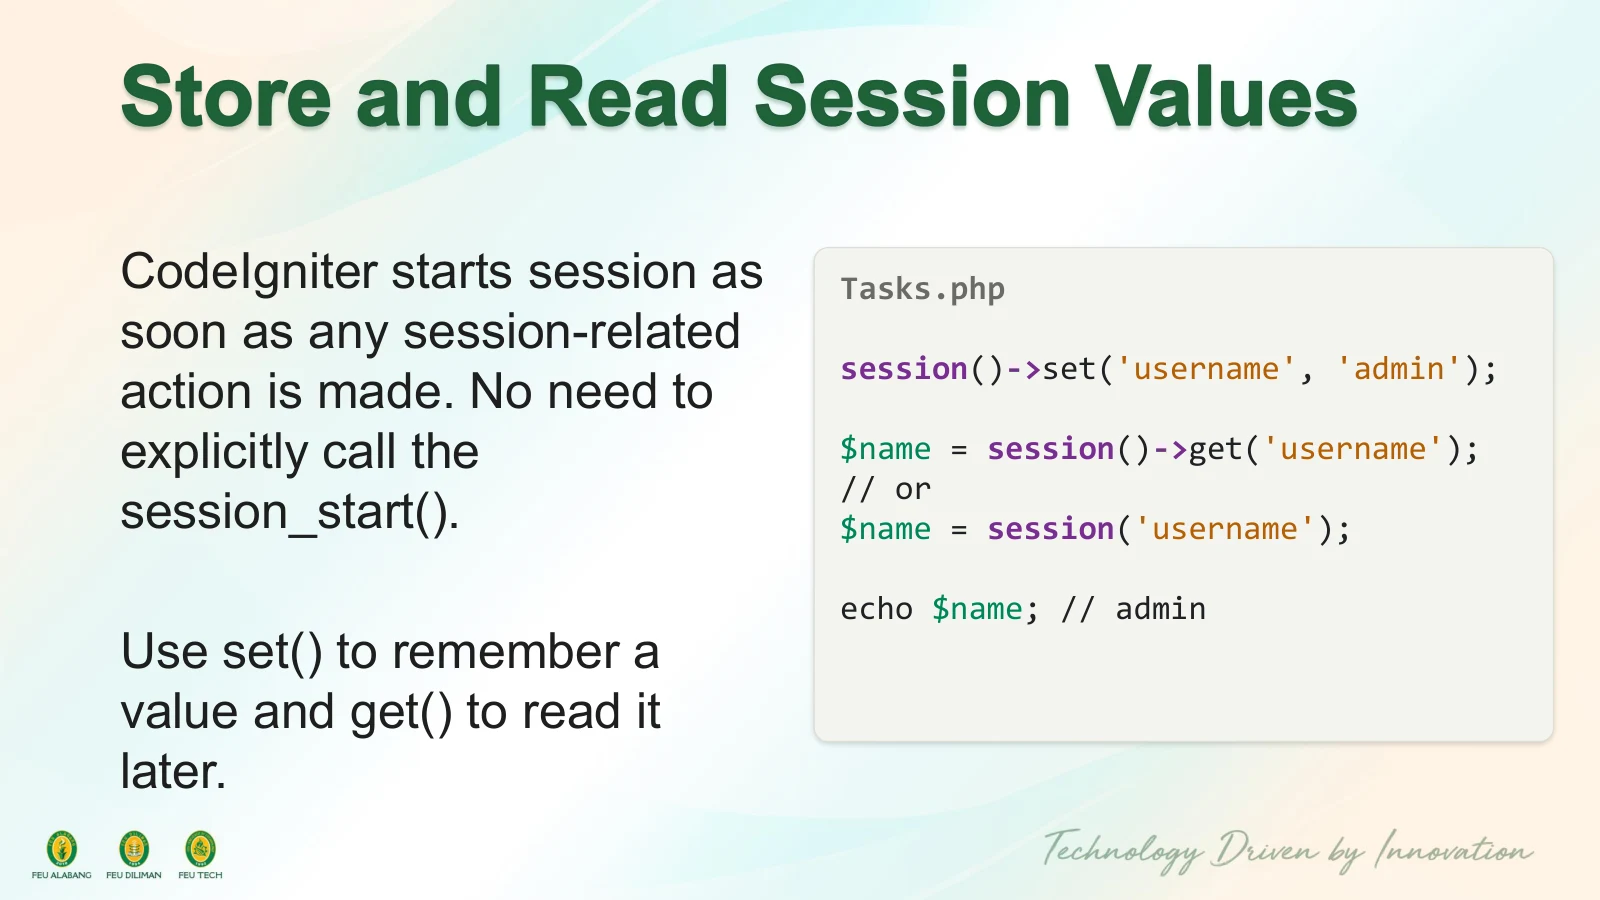 Store and Read Session Values
CodeIgniter starts session as
soon as any session-related
action is made. No need to
explicitly call the
session_start().
Use set() to remember a
value and get() to read it
later.
Tasks.php
session()->set('username', 'admin');
$name = session()->get('username');
// or
$name = session('username');
echo $name; // admin
FEU ALABANG
FEU DILIMAN
FEU TECH
Technology Driven by Innovation